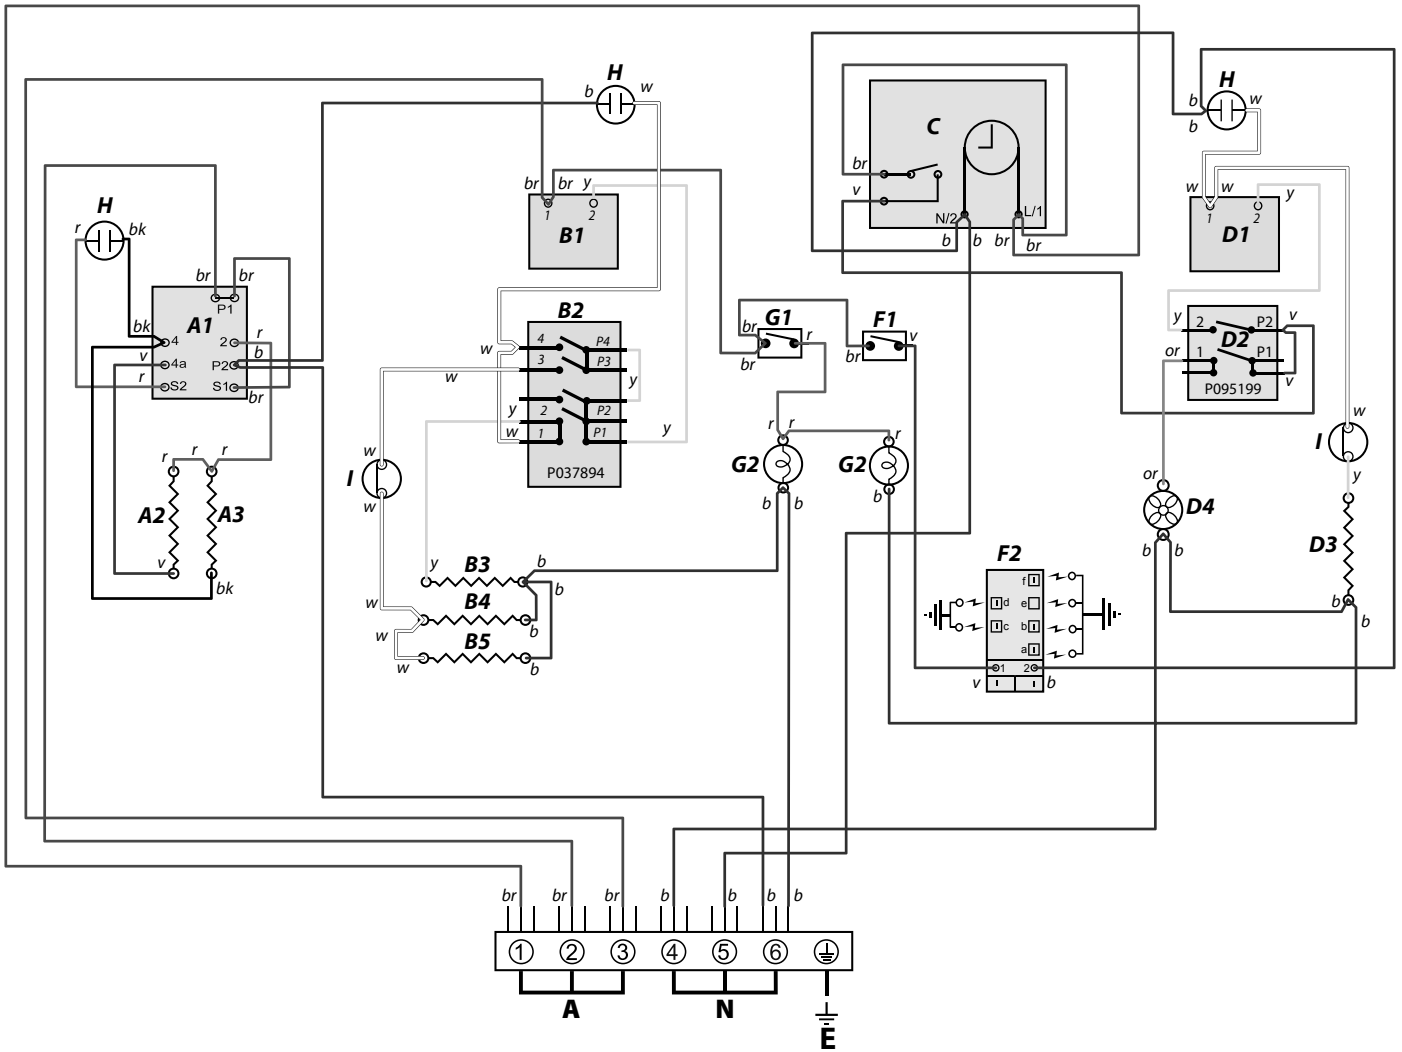 H
b
w
H
b
w
b
C
br
v
N/2
L/1
b
b
br
br
br
br
y
1
2
B1
w
w
y
1
2
D1
H
r
bk
br
br
P1
A1
bk
4
2
r
v
4a
P2
b
r
S2
S1
br
B2
w
4
P4
3
P3
w
y
y
2
P2
w
1
P1
y
P037894
G1
br
r
br
F1
br
v
y
2
P2
v
D2
or
1
P1
v
P095199
r
r
r
A2
A3
v
bk
w
I
w
r
r
r
G2
G2
b
b
b
w
I
y
or
D4
b
b
D3
b
b
F2
f
d
e
c
b
a
1
2
v
b
y
B3
b
b
w
B4
b
w
B5
w
b
br
br
br
b
b
b
b
1
2
3
4
5
6
A
N
E